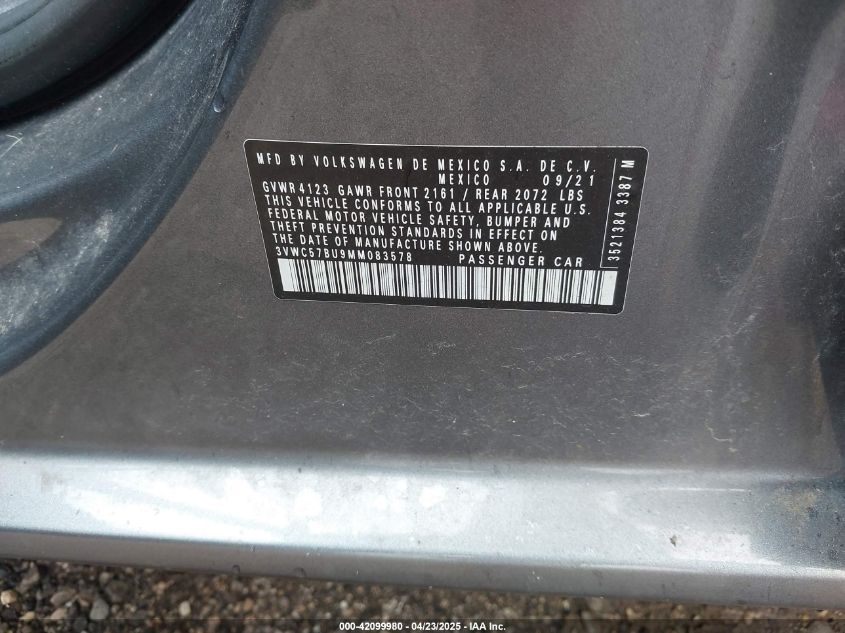 MFD BY VOLKSWAGEN DE MEXICO S.A. DE C.V.
MEXICO 09/21
GVWR 4123 GAWR FRONT 2161 / REAR 2072 LBS
THIS VEHICLE CONFORMS TO ALL APPLICABLE U.S.
FEDERAL MOTOR VEHICLE SAFETY, BUMPER AND
THEFT PREVENTION STANDARDS IN EFFECT ON
THE DATE OF MANUFACTURE SHOWN ABOVE.
3VWC57BU9MM083578 PASSENGER CAR
3521384 3387 M
000-42099980 - 04/23/2025 - IAA Inc.